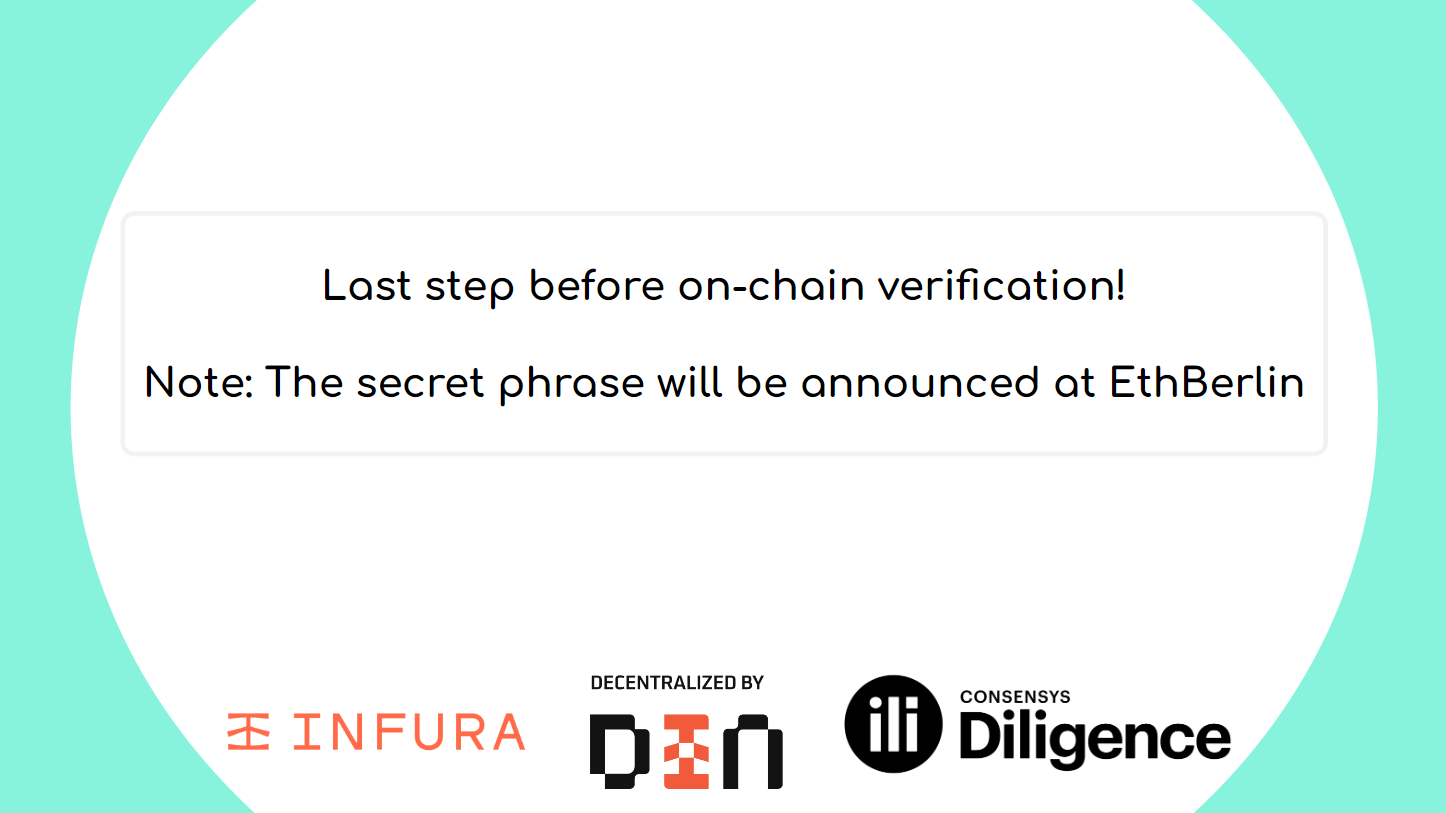 Last step before on-chain verification!
Note: The secret phrase will be announced at EthBerlin
INFURA
DECENTRALIZED BY
DIN
CONSENSYS
Diligence